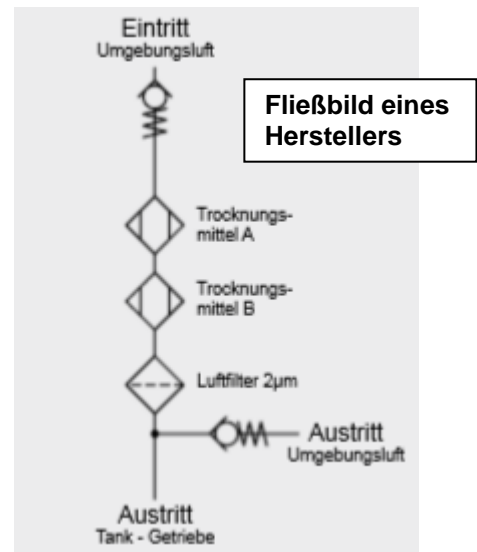 Eintritt
Umgebungsluft
Fließbild eines
Herstellers
Trocknungs-
mittel A
Trocknungs-
mittel B
Luftfilter 2µm
Austritt
Umgebungsluft
Austritt
Tank - Getriebe